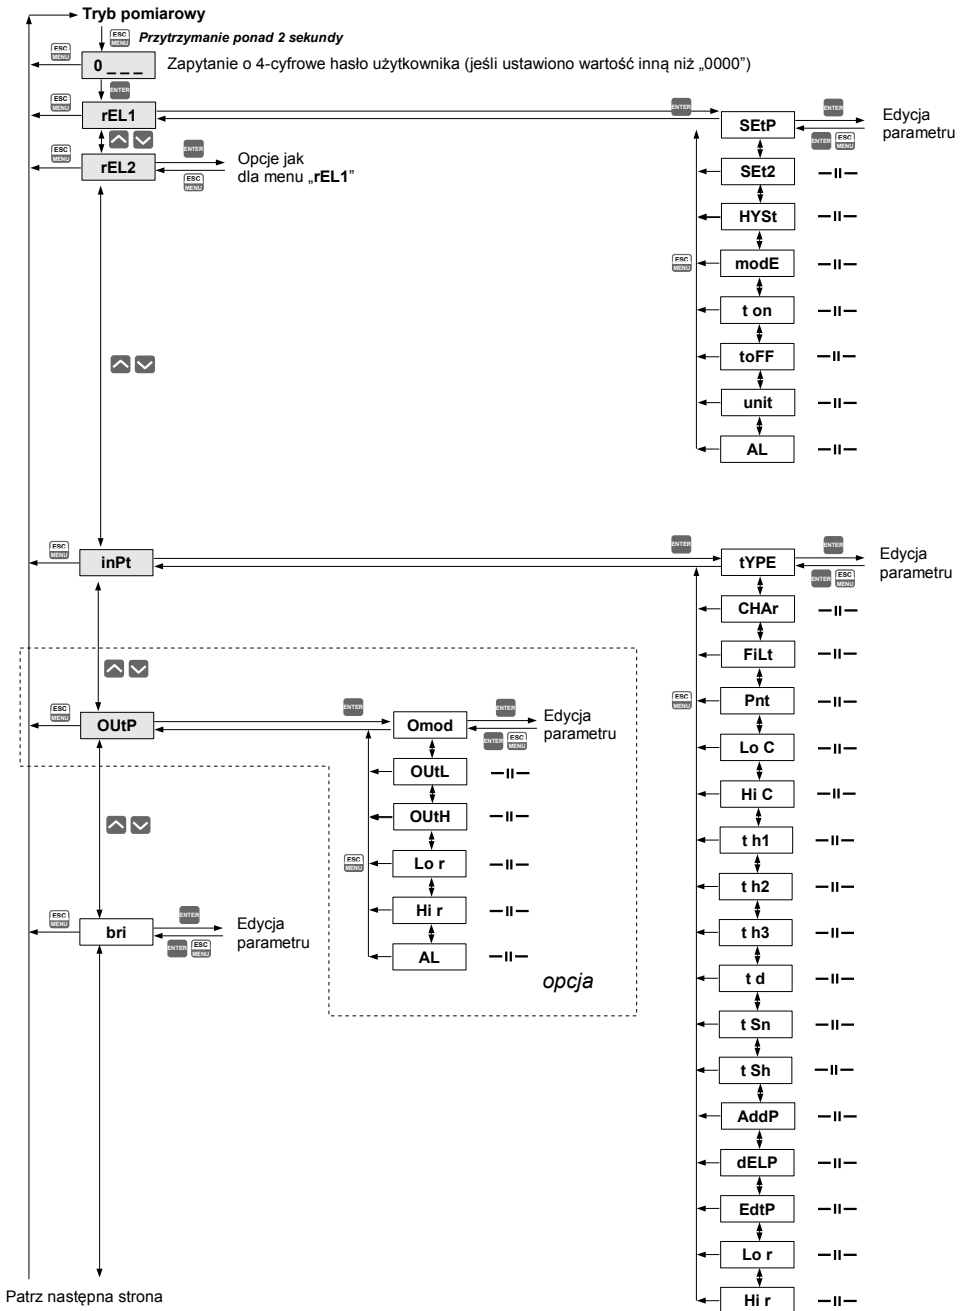 Tryb pomiarowy
ESC MENU
Przytrzymanie ponad 2 sekundy
ESC MENU
0 _ _ _
Zapytanie o 4-cyfrowe hasło użytkownika (jeśli ustawiono wartość inną niż „0000”)
ENTER
ESC MENU
rEL1
ENTER
SEtP
ENTER
ENTER ESC MENU
Edycja
parametru
ESC MENU
rEL2
ENTER
ESC MENU
Opcje jak
dla menu „rEL1”
SEt2
—II—
HYSt
—II—
ESC MENU
modE
—II—
t on
—II—
toFF
—II—
unit
—II—
AL
—II—
ESC MENU
inPt
ENTER
tYPE
ENTER
ENTER ESC MENU
Edycja
parametru
CHAr
—II—
FiLt
—II—
ESC MENU
Pnt
—II—
Lo C
—II—
Hi C
—II—
t h1
—II—
t h2
—II—
t h3
—II—
t d
—II—
t Sn
—II—
t Sh
—II—
AddP
—II—
dELP
—II—
EdtP
—II—
Lo r
—II—
Hi r
—II—
ESC MENU
OUtP
ENTER
Omod
ENTER
ENTER ESC MENU
Edycja
parametru
OUtL
—II—
OUtH
—II—
ESC MENU
Lo r
—II—
Hi r
—II—
AL
—II—
opcja
ESC MENU
bri
ENTER
ENTER ESC MENU
Edycja
parametru
Patrz następna strona